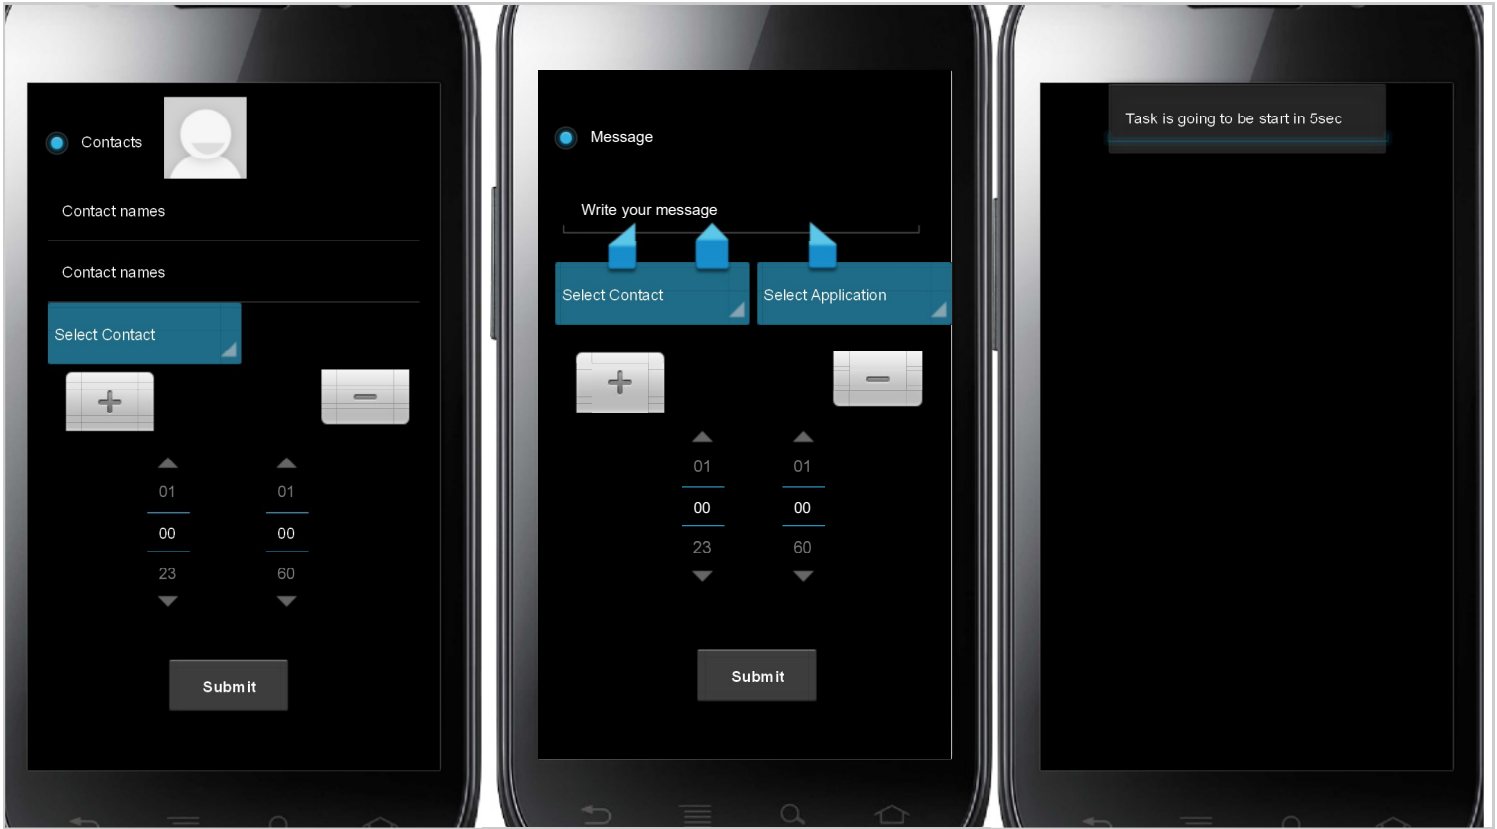 Contacts
Contact names
Contact names
Select Contact
01 01
00 00
23 60
Submit
Message
Write your message
Select Contact Select Application
01 01
00 00
23 60
Submit
Task is going to be start in 5sec